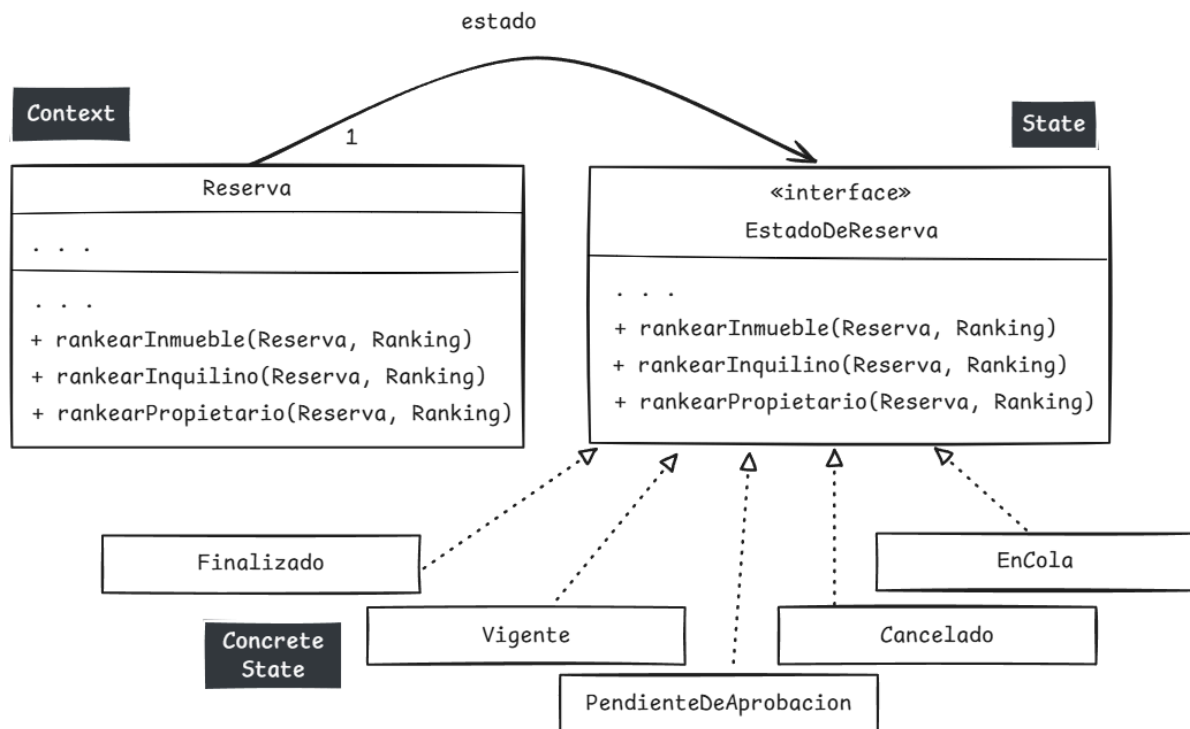 estado
Context
State
1
Reserva
. . .
. . .
+ rankearInmueble(Reserva, Ranking)
+ rankearInquilino(Reserva, Ranking)
+ rankearPropietario(Reserva, Ranking)
«interface»
EstadoDeReserva
. . .
+ rankearInmueble(Reserva, Ranking)
+ rankearInquilino(Reserva, Ranking)
+ rankearPropietario(Reserva, Ranking)
Finalizado
EnCola
Concrete
State
Vigente
Cancelado
PendienteDeAprobacion